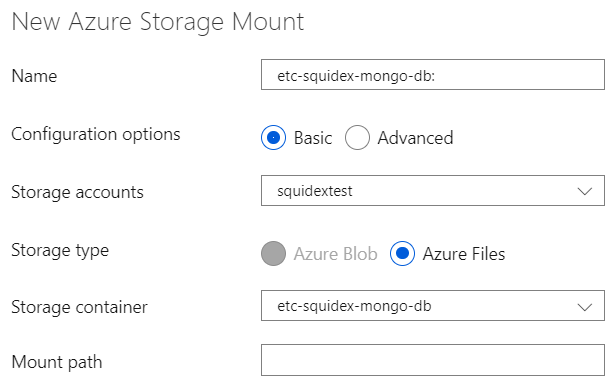 New Azure Storage Mount
Name etc-squidex-mongo-db:
Configuration options Basic Advanced
Storage accounts squidextest
Storage type Azure Blob Azure Files
Storage container etc-squidex-mongo-db
Mount path